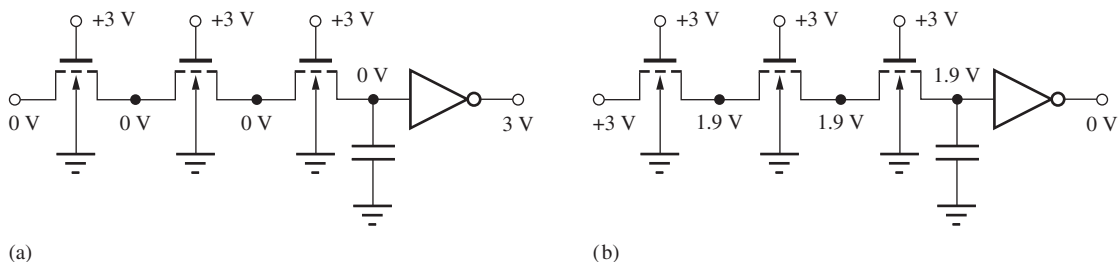 +3 V +3 V +3 V
0 V
0 V 0 V 0 V 3 V
(a)
+3 V +3 V +3 V
1.9 V
+3 V 1.9 V 1.9 V 0 V
(b)